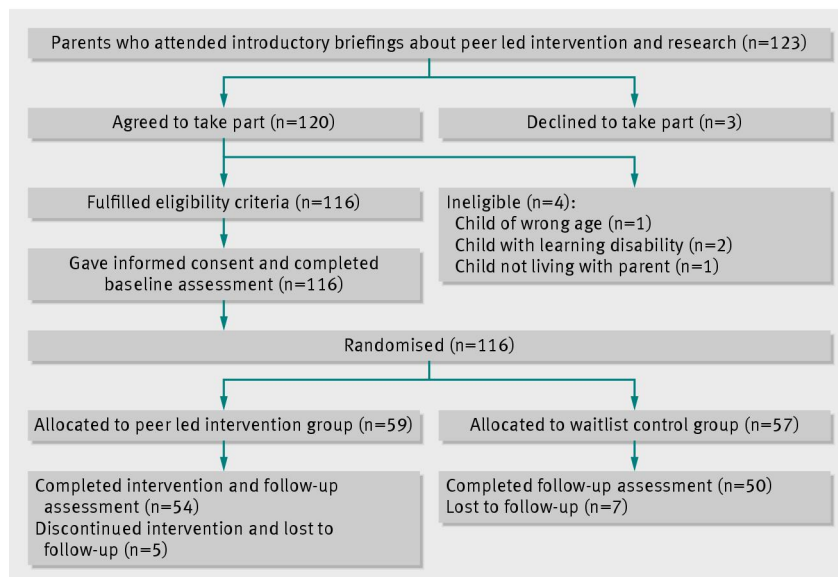 Parents who attended introductory briefings about peer led intervention and research (n=123)
Agreed to take part (n=120)
Declined to take part (n=3)
Fulfilled eligibility criteria (n=116)
Ineligible (n=4):
Child of wrong age (n=1)
Child with learning disability (n=2)
Child not living with parent (n=1)
Gave informed consent and completed
baseline assessment (n=116)
Randomised (n=116)
Allocated to peer led intervention group (n=59)
Allocated to waitlist control group (n=57)
Completed intervention and follow-up
assessment (n=54)
Discontinued intervention and lost to
follow-up (n=5)
Completed follow-up assessment (n=50)
Lost to follow-up (n=7)